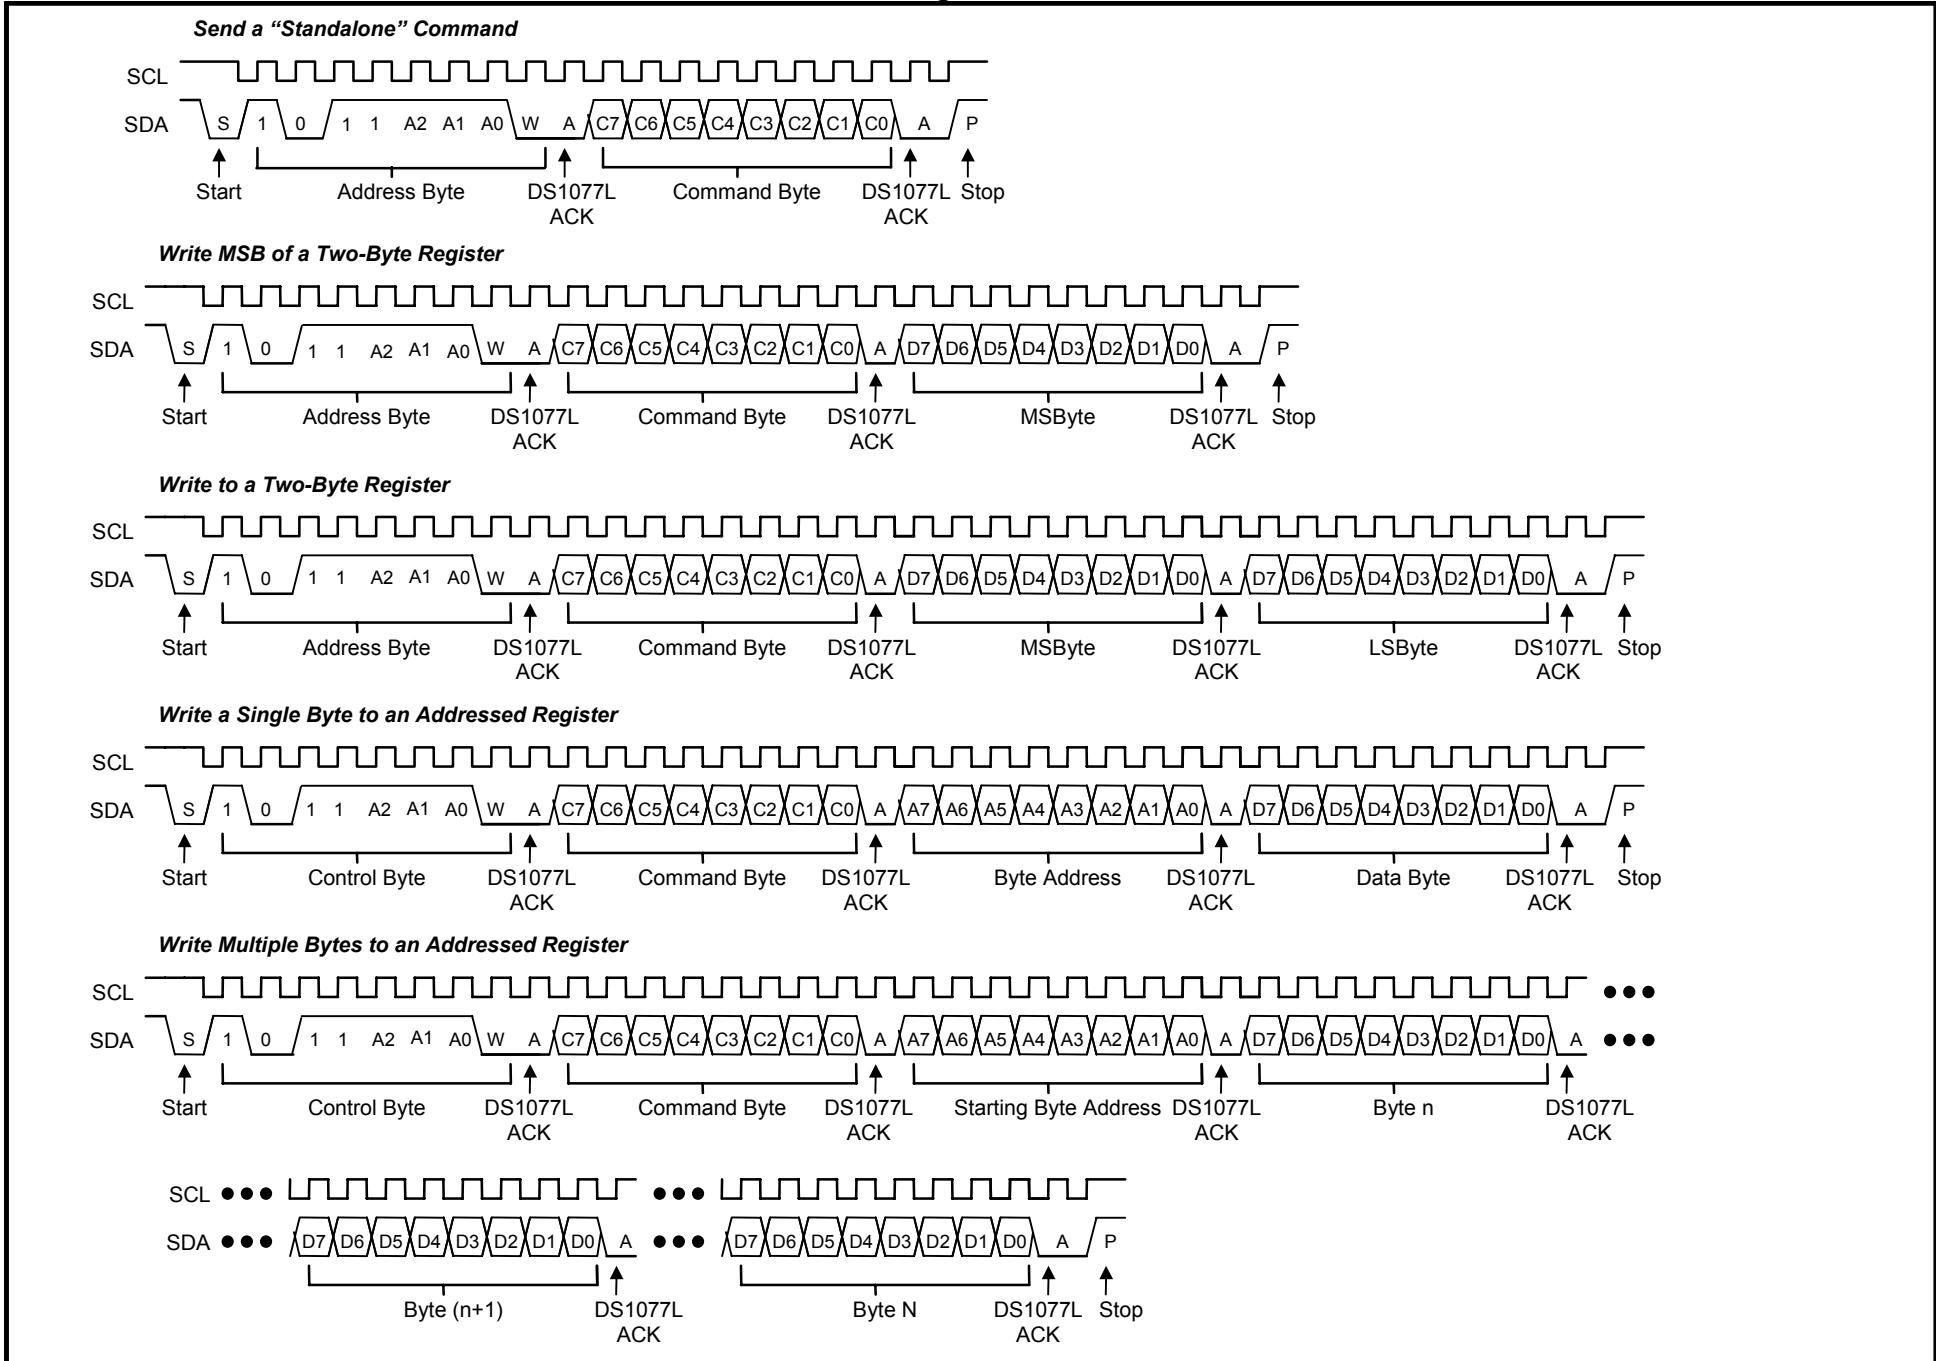 Send a “Standalone” Command
SCL
SDA S 1 0 1 1 A2 A1 A0 W A C7 C6 C5 C4 C3 C2 C1 C0 A P
Start Address Byte DS1077L Command Byte DS1077L Stop
ACK ACK
Write MSB of a Two-Byte Register
SCL
SDA S 1 0 1 1 A2 A1 A0 W A C7 C6 C5 C4 C3 C2 C1 C0 A D7 D6 D5 D4 D3 D2 D1 D0 A P
Start Address Byte DS1077L Command Byte DS1077L MSByte DS1077L Stop
ACK ACK ACK
Write to a Two-Byte Register
SCL
SDA S 1 0 1 1 A2 A1 A0 W A C7 C6 C5 C4 C3 C2 C1 C0 A D7 D6 D5 D4 D3 D2 D1 D0 A D7 D6 D5 D4 D3 D2 D1 D0 A P
Start Address Byte DS1077L Command Byte DS1077L MSByte DS1077L LSByte DS1077L Stop
ACK ACK ACK ACK
Write a Single Byte to an Addressed Register
SCL
SDA S 1 0 1 1 A2 A1 A0 W A C7 C6 C5 C4 C3 C2 C1 C0 A A7 A6 A5 A4 A3 A2 A1 A0 A D7 D6 D5 D4 D3 D2 D1 D0 A P
Start Control Byte DS1077L Command Byte DS1077L Byte Address DS1077L Data Byte DS1077L Stop
ACK ACK ACK ACK
Write Multiple Bytes to an Addressed Register
SCL
SDA S 1 0 1 1 A2 A1 A0 W A C7 C6 C5 C4 C3 C2 C1 C0 A A7 A6 A5 A4 A3 A2 A1 A0 A D7 D6 D5 D4 D3 D2 D1 D0 A
Start Control Byte DS1077L Command Byte DS1077L Starting Byte Address DS1077L Byte n DS1077L
ACK ACK ACK ACK
SCL
SDA D7 D6 D5 D4 D3 D2 D1 D0 A D7 D6 D5 D4 D3 D2 D1 D0 A P
Byte (n+1) DS1077L Byte N DS1077L Stop
ACK ACK